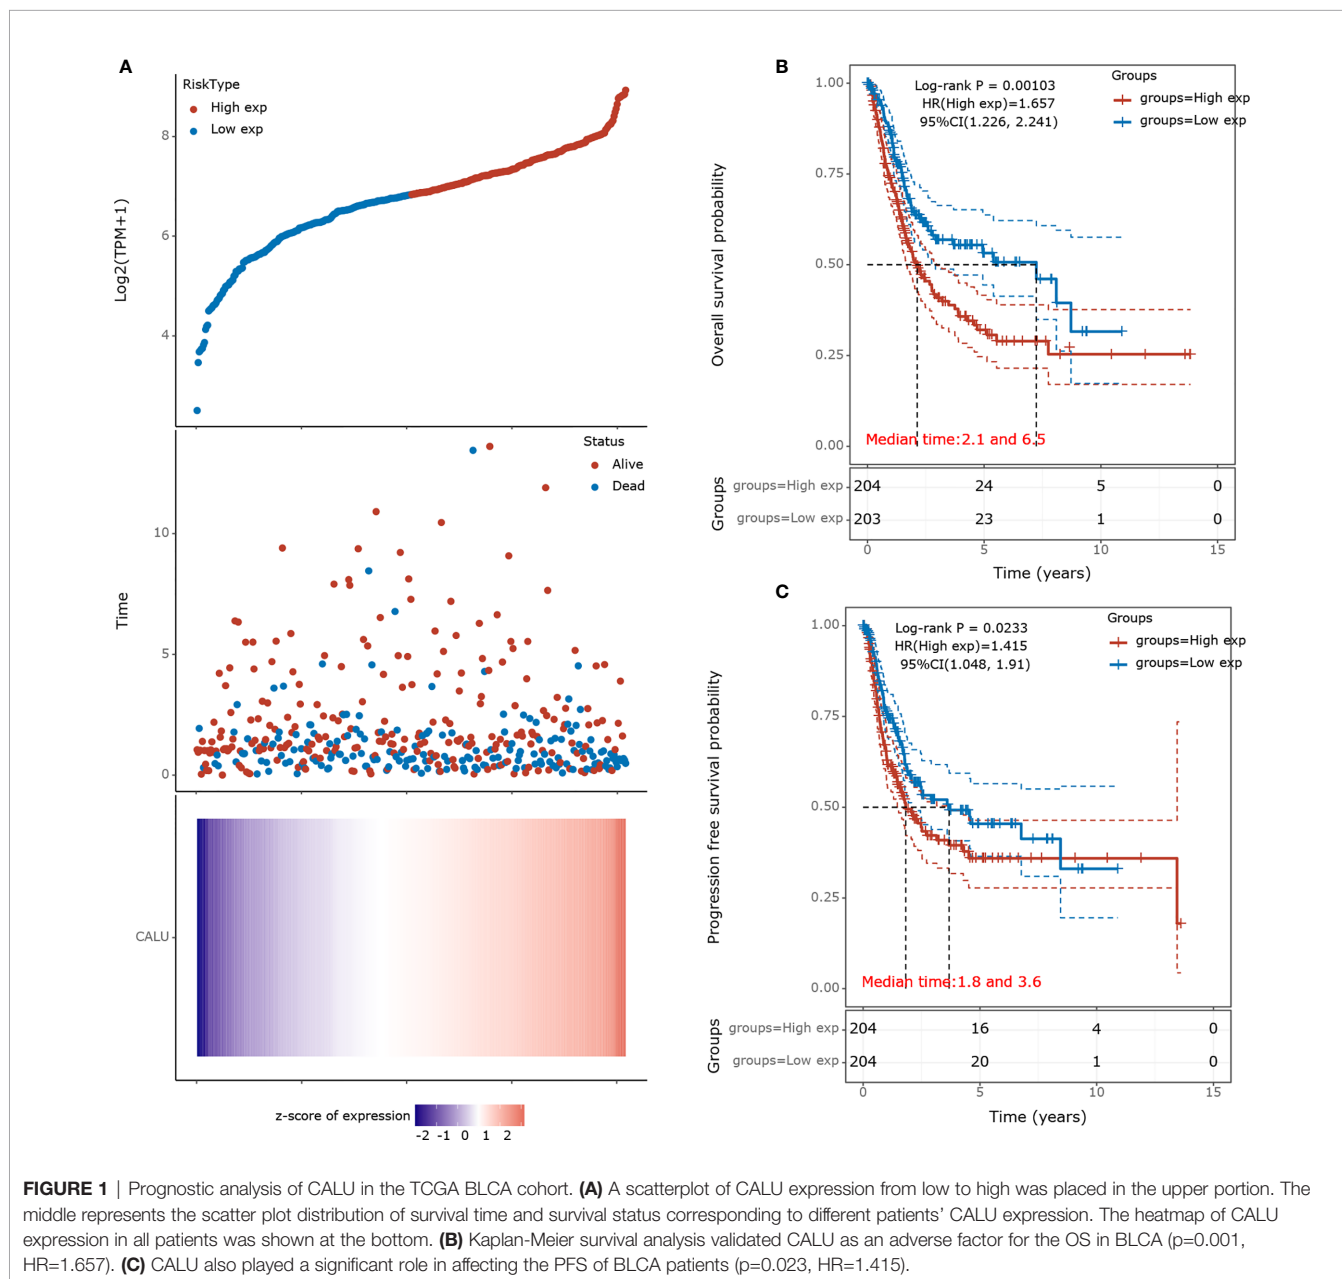 A
RiskType
High exp
Low exp
8
6
4
Log2(TPM+1)
Status
Alive
Dead
10
5
0
Time
CALU
z-score of expression
-2 -1 0 1 2
B
Log-rank P = 0.00103
HR(High exp)=1.657
95%CI(1.226, 2.241)
Groups
groups=High exp
groups=Low exp
1.00
0.75
0.50
0.25
0.00
Overall survival probability
Median time:2.1 and 6.5
Groups
groups=High exp 204 24 5 0
groups=Low exp 203 23 1 0
0 5 10 15
Time (years)
C
Log-rank P = 0.0233
HR(High exp)=1.415
95%CI(1.048, 1.91)
Groups
groups=High exp
groups=Low exp
1.00
0.75
0.50
0.25
0.00
Progression free survival probability
Median time:1.8 and 3.6
Groups
groups=High exp 204 16 4 0
groups=Low exp 204 20 1 0
0 5 10 15
Time (years)
FIGURE 1 | Prognostic analysis of CALU in the TCGA BLCA cohort. (A) A scatterplot of CALU expression from low to high was placed in the upper portion. The
middle represents the scatter plot distribution of survival time and survival status corresponding to different patients’ CALU expression. The heatmap of CALU
expression in all patients was shown at the bottom. (B) Kaplan-Meier survival analysis validated CALU as an adverse factor for the OS in BLCA (p=0.001,
HR=1.657). (C) CALU also played a significant role in affecting the PFS of BLCA patients (p=0.023, HR=1.415).